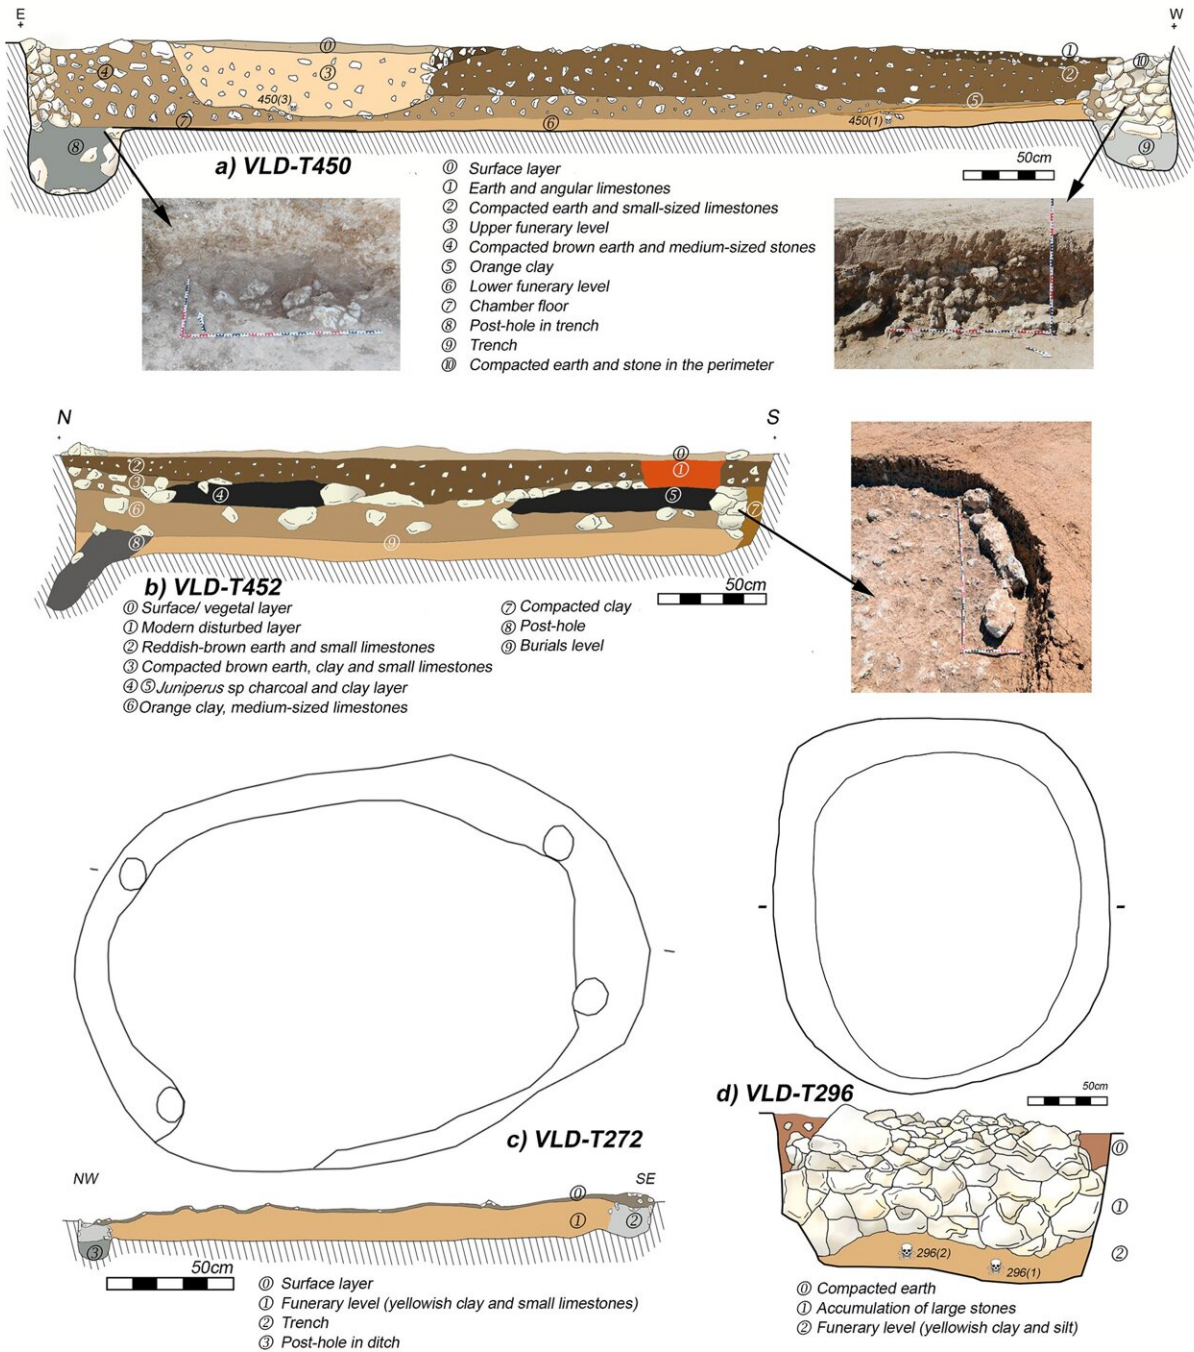 E
W
⓪
①
④
③
②
⑩
450(3)
⑤
450(1)
⑦
⑥
⑧
⑨
a) VLD-T450
50cm
⓪ Surface layer
① Earth and angular limestones
② Compacted earth and small-sized limestones
③ Upper funerary level
④ Compacted brown earth and medium-sized stones
⑤ Orange clay
⑥ Lower funerary level
⑦ Chamber floor
⑧ Post-hole in trench
⑨ Trench
⑩ Compacted earth and stone in the perimeter
N
S
⓪
②
①
③
④
⑤
⑥
⑦
⑧
⑨
b) VLD-T452
50cm
⓪ Surface/ vegetal layer
① Modern disturbed layer
② Reddish-brown earth and small limestones
③ Compacted brown earth, clay and small limestones
④⑤ Juniperus sp charcoal and clay layer
⑥ Orange clay, medium-sized limestones
⑦ Compacted clay
⑧ Post-hole
⑨ Burials level
c) VLD-T272
NW
SE
⓪
①
②
③
50cm
⓪ Surface layer
① Funerary level (yellowish clay and small limestones)
② Trench
③ Post-hole in ditch
d) VLD-T296
50cm
⓪
①
②
296(2)
296(1)
⓪ Compacted earth
① Accumulation of large stones
② Funerary level (yellowish clay and silt)